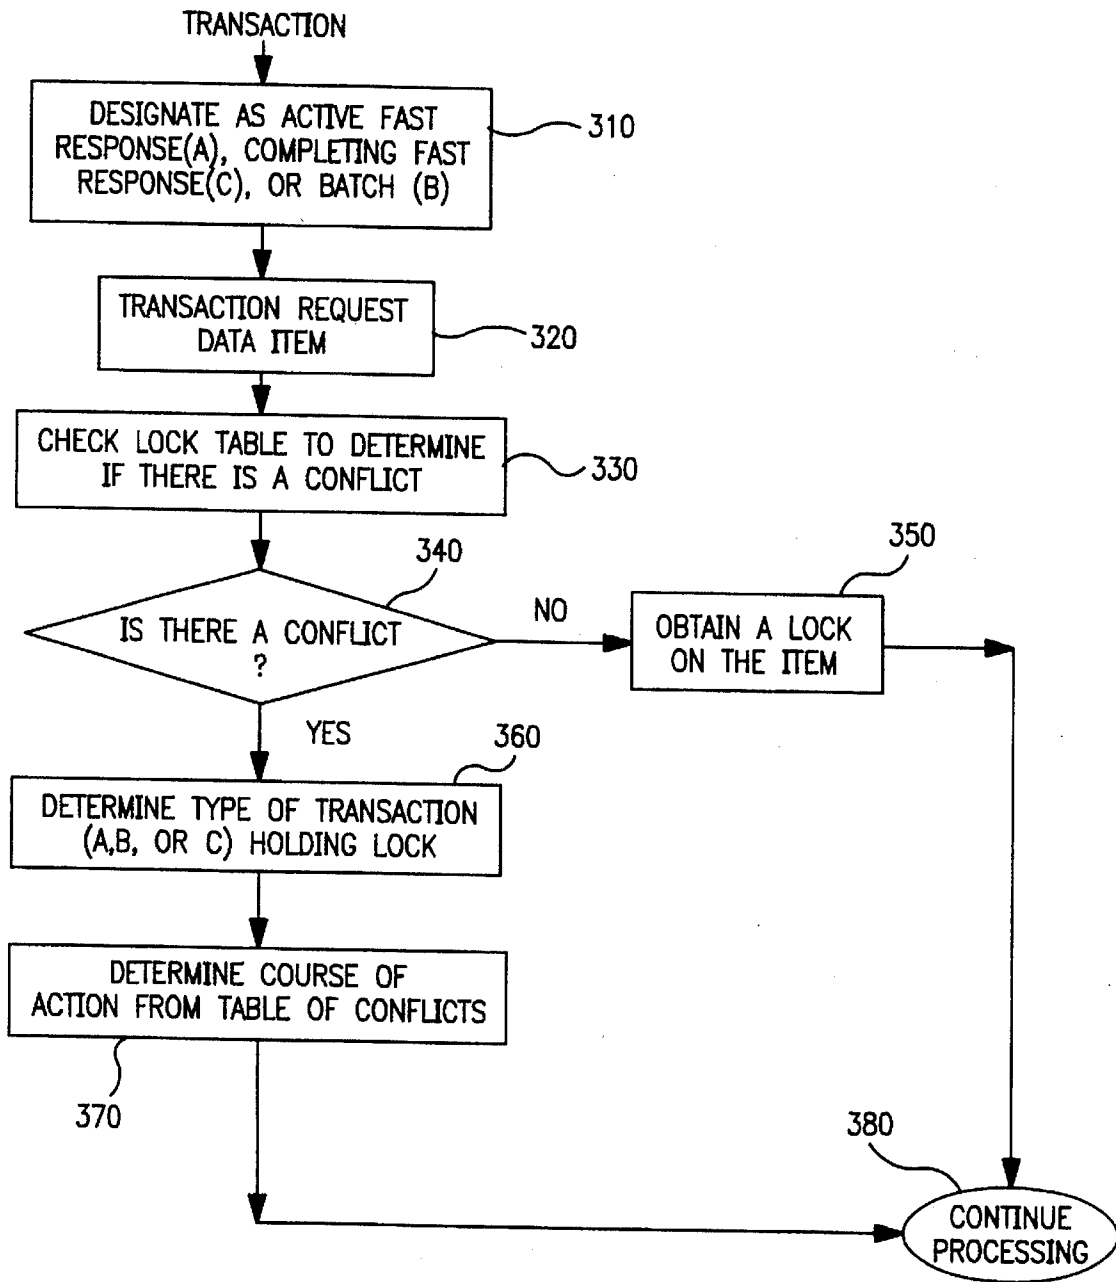 TRANSACTION
DESIGNATE AS ACTIVE FAST
RESPONSE(A), COMPLETING FAST
RESPONSE(C), OR BATCH (B)
310
TRANSACTION REQUEST
DATA ITEM
320
CHECK LOCK TABLE TO DETERMINE
IF THERE IS A CONFLICT
330
340
IS THERE A CONFLICT
?
NO
350
OBTAIN A LOCK
ON THE ITEM
YES
360
DETERMINE TYPE OF TRANSACTION
(A,B, OR C) HOLDING LOCK
DETERMINE COURSE OF
ACTION FROM TABLE OF CONFLICTS
370
380
CONTINUE
PROCESSING